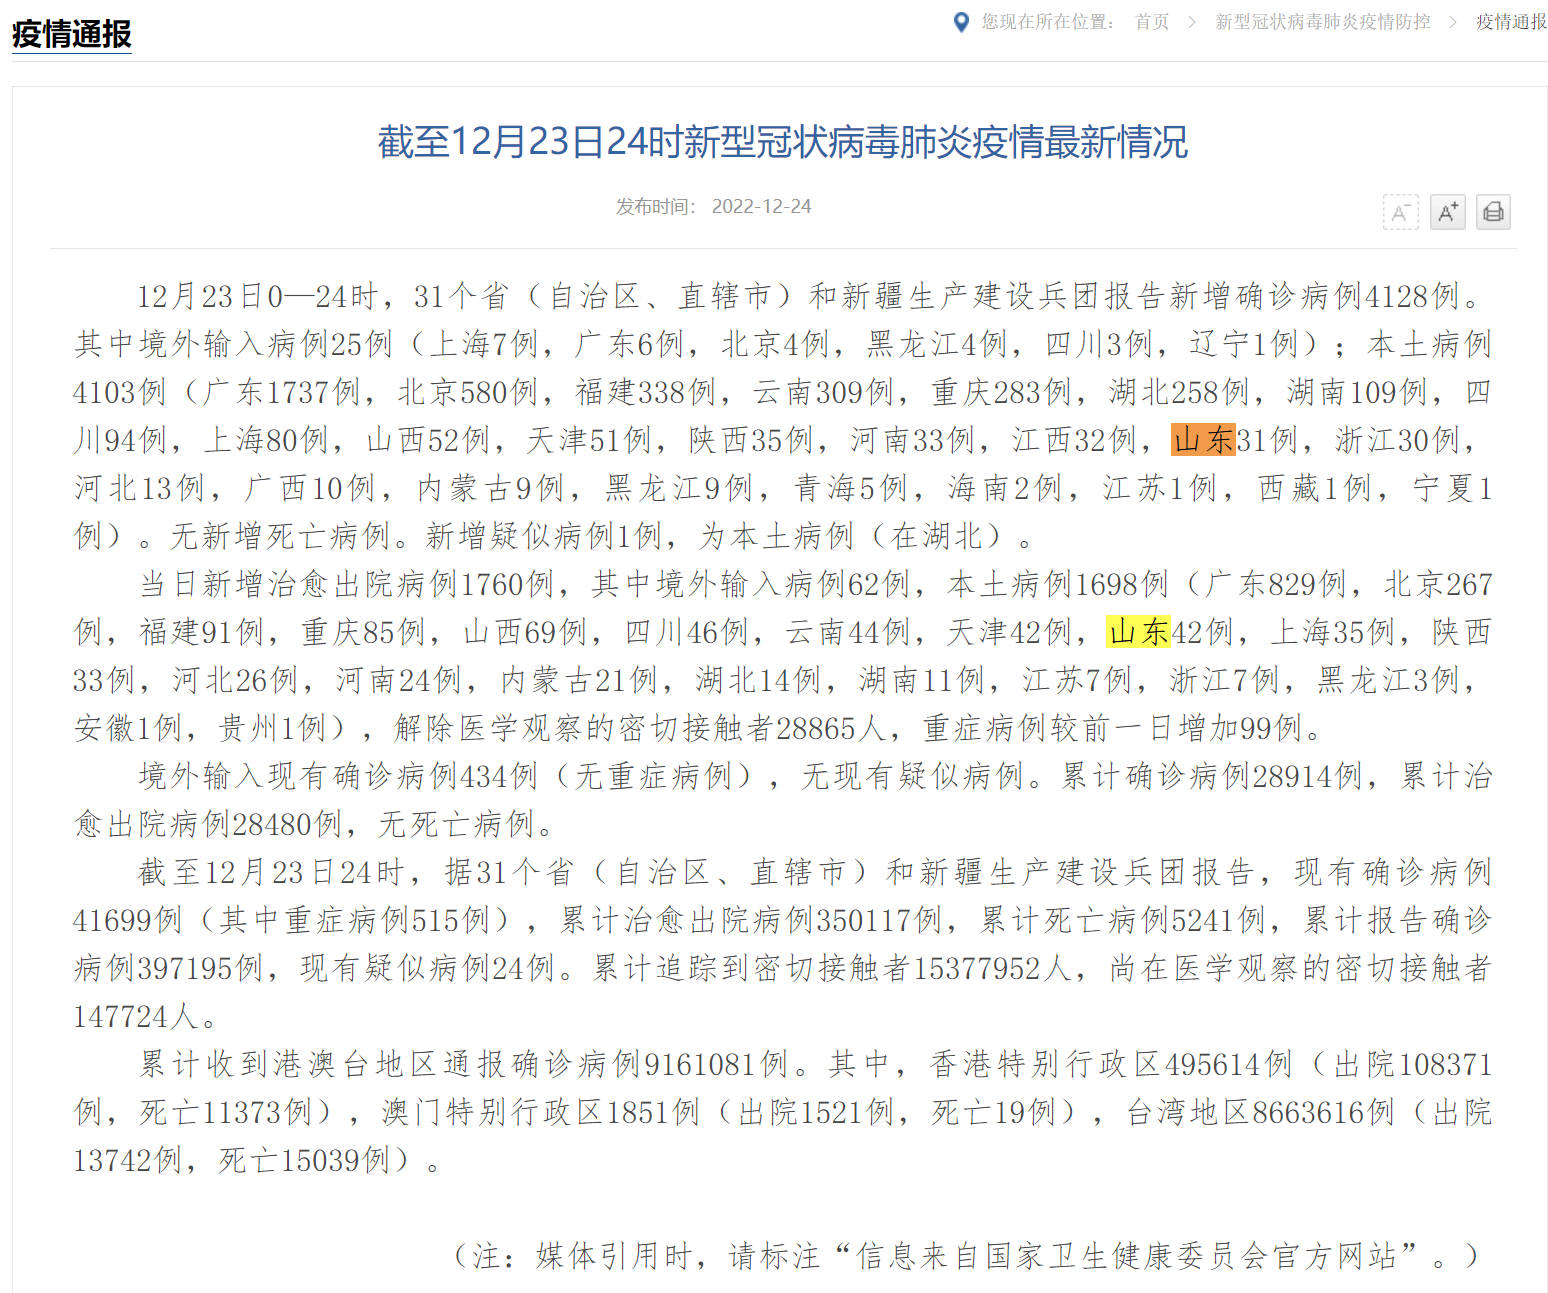 疫情通报
您现在所在位置： 首页 > 新型冠状病毒肺炎疫情防控 > 疫情通报
截至12月23日24时新型冠状病毒肺炎疫情最新情况
发布时间： 2022-12-24
A⁻ A⁺
12月23日0—24时，31个省（自治区、直辖市）和新疆生产建设兵团报告新增确诊病例4128例。
其中境外输入病例25例（上海7例，广东6例，北京4例，黑龙江4例，四川3例，辽宁1例）；本土病例
4103例（广东1737例，北京580例，福建338例，云南309例，重庆283例，湖北258例，湖南109例，四
川94例，上海80例，山西52例，天津51例，陕西35例，河南33例，江西32例，山东31例，浙江30例，
河北13例，广西10例，内蒙古9例，黑龙江9例，青海5例，海南2例，江苏1例，西藏1例，宁夏1
例）。无新增死亡病例。新增疑似病例1例，为本土病例（在湖北）。
当日新增治愈出院病例1760例，其中境外输入病例62例，本土病例1698例（广东829例，北京267
例，福建91例，重庆85例，山西69例，四川46例，云南44例，天津42例，山东42例，上海35例，陕西
33例，河北26例，河南24例，内蒙古21例，湖北14例，湖南11例，江苏7例，浙江7例，黑龙江3例，
安徽1例，贵州1例），解除医学观察的密切接触者28865人，重症病例较前一日增加99例。
境外输入现有确诊病例434例（无重症病例），无现有疑似病例。累计确诊病例28914例，累计治
愈出院病例28480例，无死亡病例。
截至12月23日24时，据31个省（自治区、直辖市）和新疆生产建设兵团报告，现有确诊病例
41699例（其中重症病例515例），累计治愈出院病例350117例，累计死亡病例5241例，累计报告确诊
病例397195例，现有疑似病例24例。累计追踪到密切接触者15377952人，尚在医学观察的密切接触者
147724人。
累计收到港澳台地区通报确诊病例9161081例。其中，香港特别行政区495614例（出院108371
例，死亡11373例），澳门特别行政区1851例（出院1521例，死亡19例），台湾地区8663616例（出院
13742例，死亡15039例）。
（注：媒体引用时，请标注“信息来自国家卫生健康委员会官方网站”。）